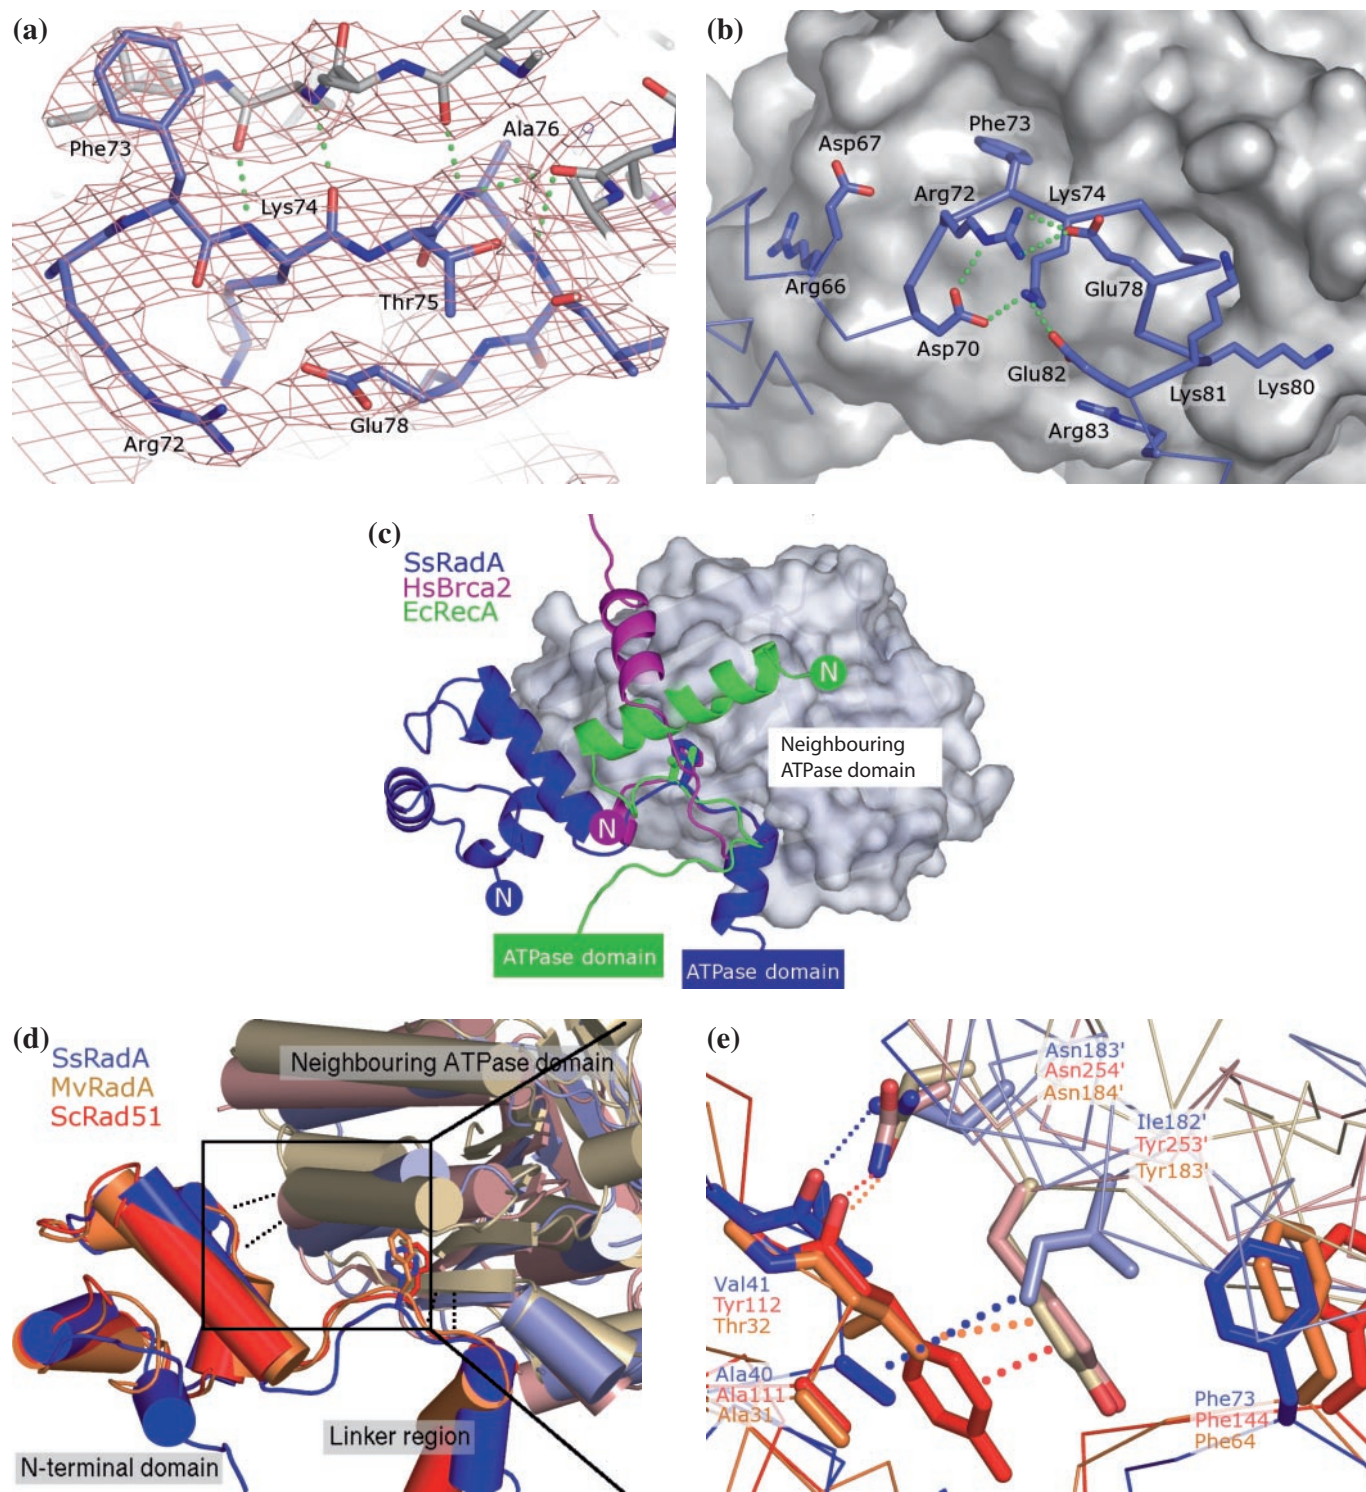 (a)
Phe73
Ala76
Lys74
Thr75
Glu78
Arg72
(b)
Phe73
Asp67
Arg72
Lys74
Arg66
Glu78
Asp70
Glu82
Lys81
Lys80
Arg83
(c)
SsRadA
HsBrca2
EcRecA
N
Neighbouring
ATPase domain
N
N
ATPase domain
ATPase domain
(d)
SsRadA
MvRadA
ScRad51
Neighbouring ATPase domain
Linker region
N-terminal domain
(e)
Asn183'
Asn254'
Asn184'
Ile182'
Tyr253'
Tyr183'
Val41
Tyr112
Thr32
Ala40
Ala111
Ala31
Phe73
Phe144
Phe64